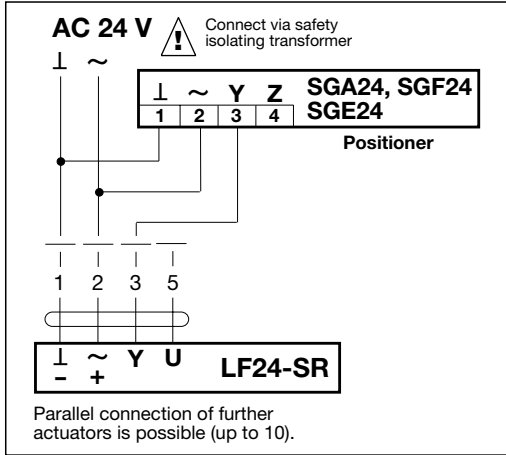 AC 24 V
Connect via safety
isolating transformer
⊥ ~
⊥ ~ Y Z
1 2 3 4
SGA24, SGF24
SGE24
Positioner
1 2 3 5
⊥ ~ Y U
- +
LF24-SR
Parallel connection of further
actuators is possible (up to 10).